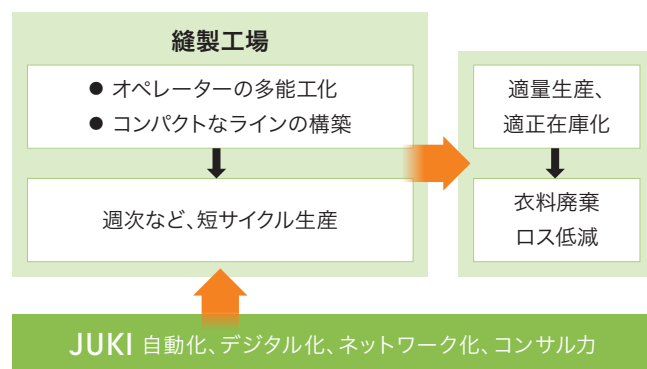 縫製工場
● オペレーターの多能工化
● コンパクトなラインの構築
週次など、短サイクル生産
適量生産、
適正在庫化
衣料廃棄
ロス低減
JUKI 自動化、デジタル化、ネットワーク化、コンサル力